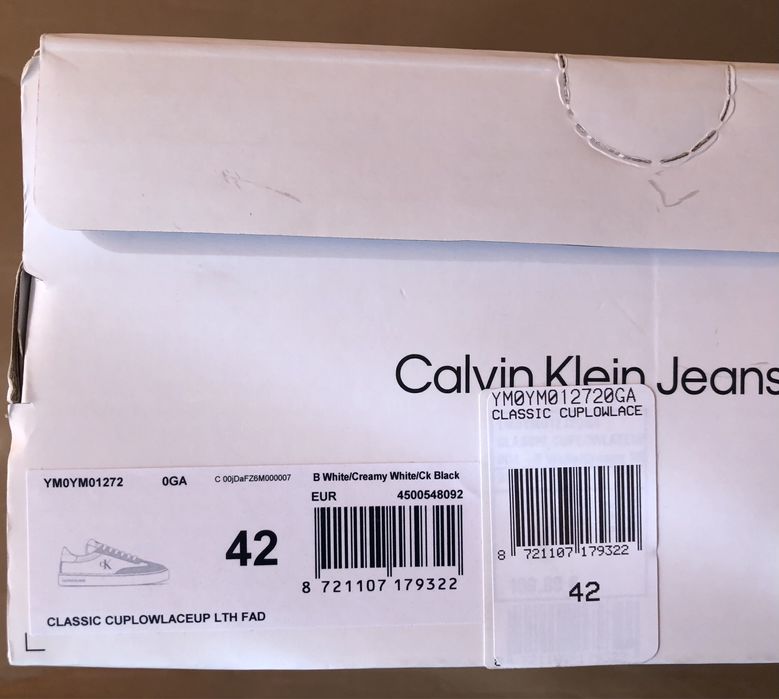 Calvin Klein Jeans
YM0YM012720GA
CLASSIC CUPLOWLACE
8 721107 179322
42
YM0YM01272 0GA C 00jDaFZ6M000007 B White/Creamy White/Ck Black
EUR 4500548092
42
CK
8 721107 179322
CLASSIC CUPLOWLACEUP LTH FAD